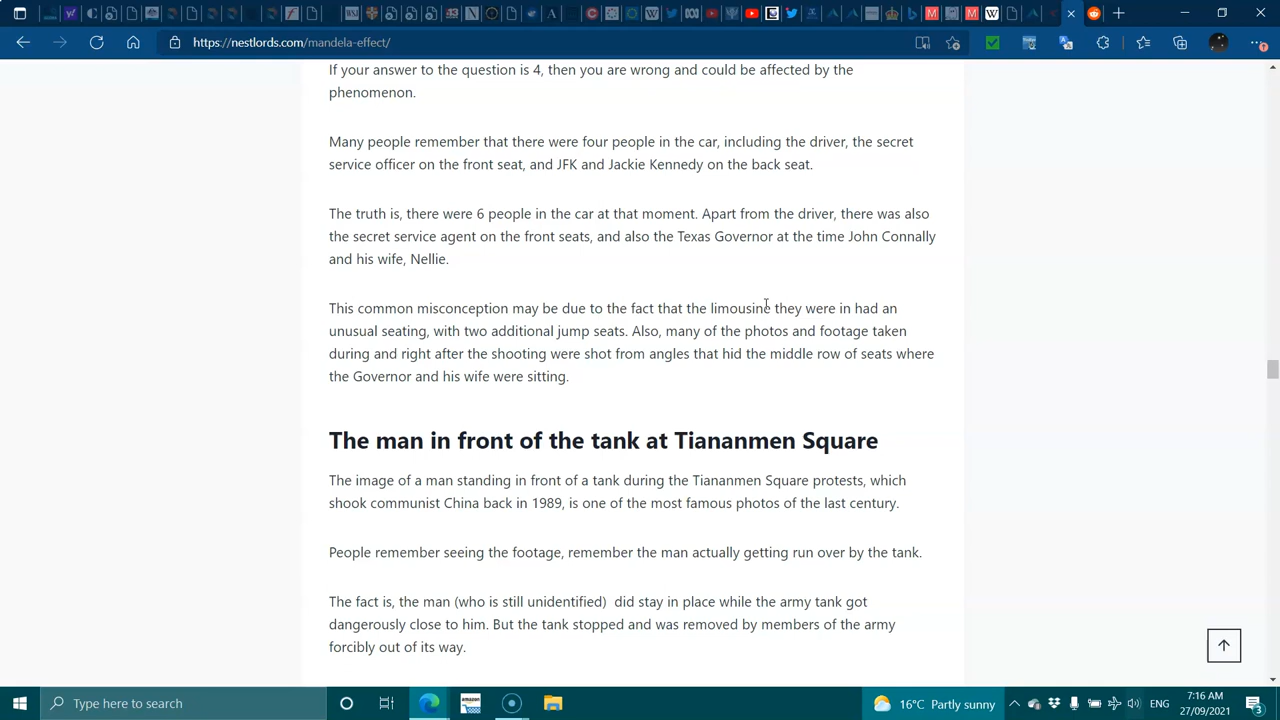 https://nestlords.com/mandela-effect/
If your answer to the question is 4, then you are wrong and could be affected by the
phenomenon.
Many people remember that there were four people in the car, including the driver, the secret
service officer on the front seat, and JFK and Jackie Kennedy on the back seat.
The truth is, there were 6 people in the car at that moment. Apart from the driver, there was also
the secret service agent on the front seats, and also the Texas Governor at the time John Connally
and his wife, Nellie.
This common misconception may be due to the fact that the limousine they were in had an
unusual seating, with two additional jump seats. Also, many of the photos and footage taken
during and right after the shooting were shot from angles that hid the middle row of seats where
the Governor and his wife were sitting.
The man in front of the tank at Tiananmen Square
The image of a man standing in front of a tank during the Tiananmen Square protests, which
shook communist China back in 1989, is one of the most famous photos of the last century.
People remember seeing the footage, remember the man actually getting run over by the tank.
The fact is, the man (who is still unidentified)  did stay in place while the army tank got
dangerously close to him. But the tank stopped and was removed by members of the army
forcibly out of its way.
Type here to search
amazon
16°C Partly sunny
ENG
7:16 AM
27/09/2021
3